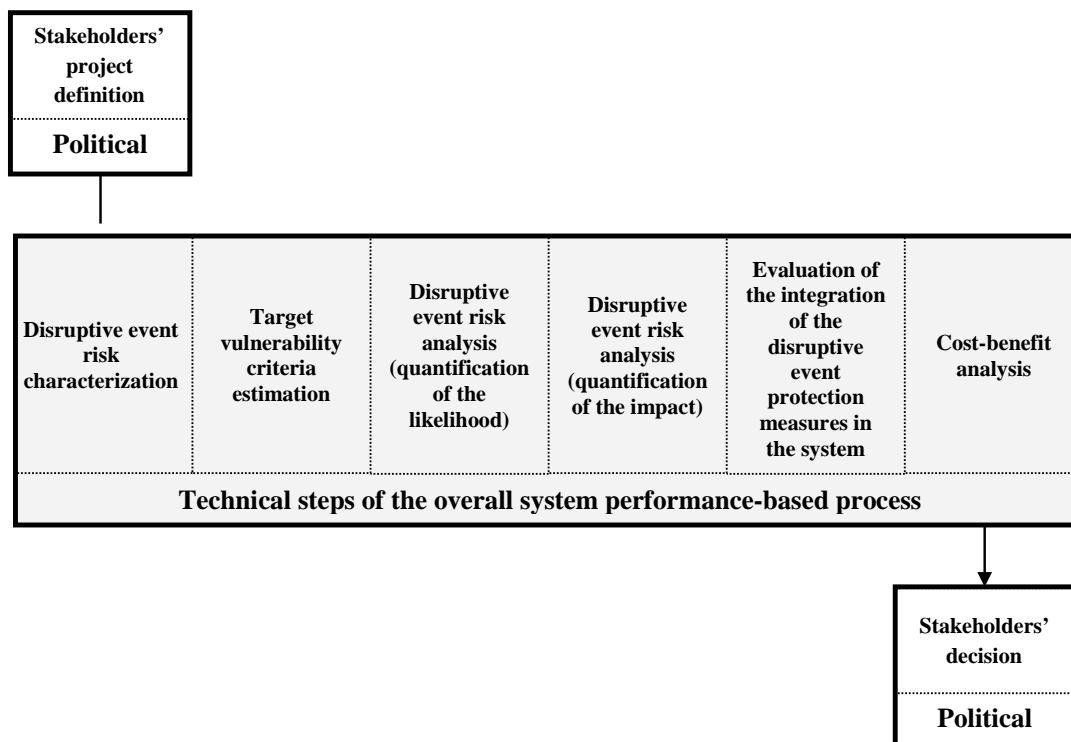 Stakeholders’
project
definition
Political
Disruptive event
risk
characterization
Target
vulnerability
criteria
estimation
Disruptive
event risk
analysis
(quantification
of the
likelihood)
Disruptive
event risk
analysis
(quantification
of the impact)
Evaluation of
the integration
of the
disruptive
event
protection
measures in
the system
Cost-benefit
analysis
Technical steps of the overall system performance-based process
Stakeholders’
decision
Political